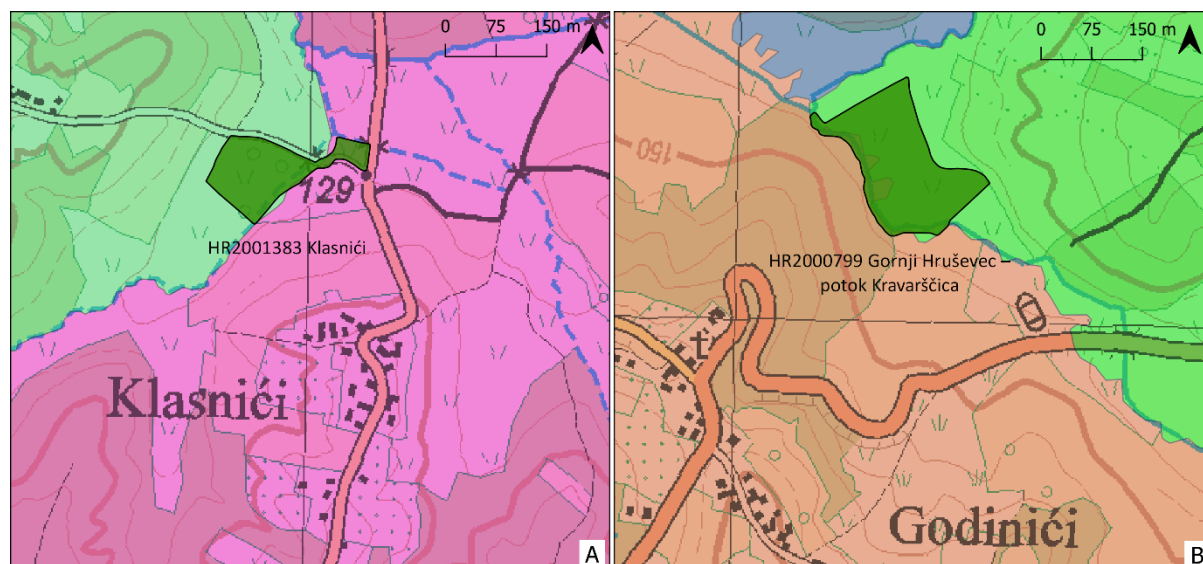 0 75 150 m
129
HR2001383 Klasnići
Klasnići
A
0 75 150 m
150
HR2000799 Gornji Hruševec –
potok Kravarščica
Godinići
B